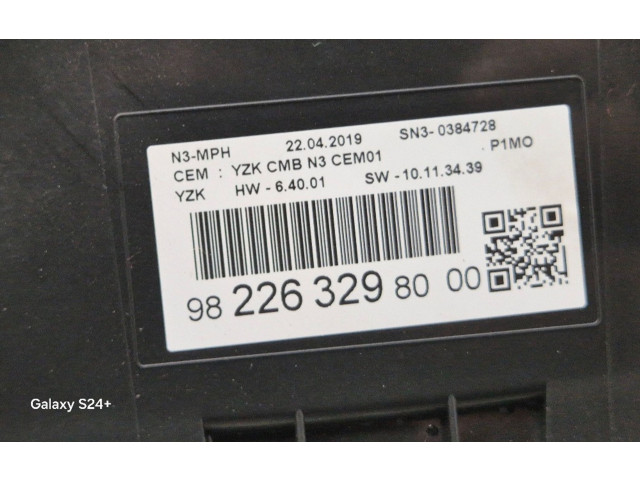 N3-MPH 22.04.2019 SN3- 0384728
CEM : YZK CMB N3 CEM01 . P1MO
YZK HW - 6.40.01 SW - 10.11.34.39
98 226 329 80 00
Galaxy S24+